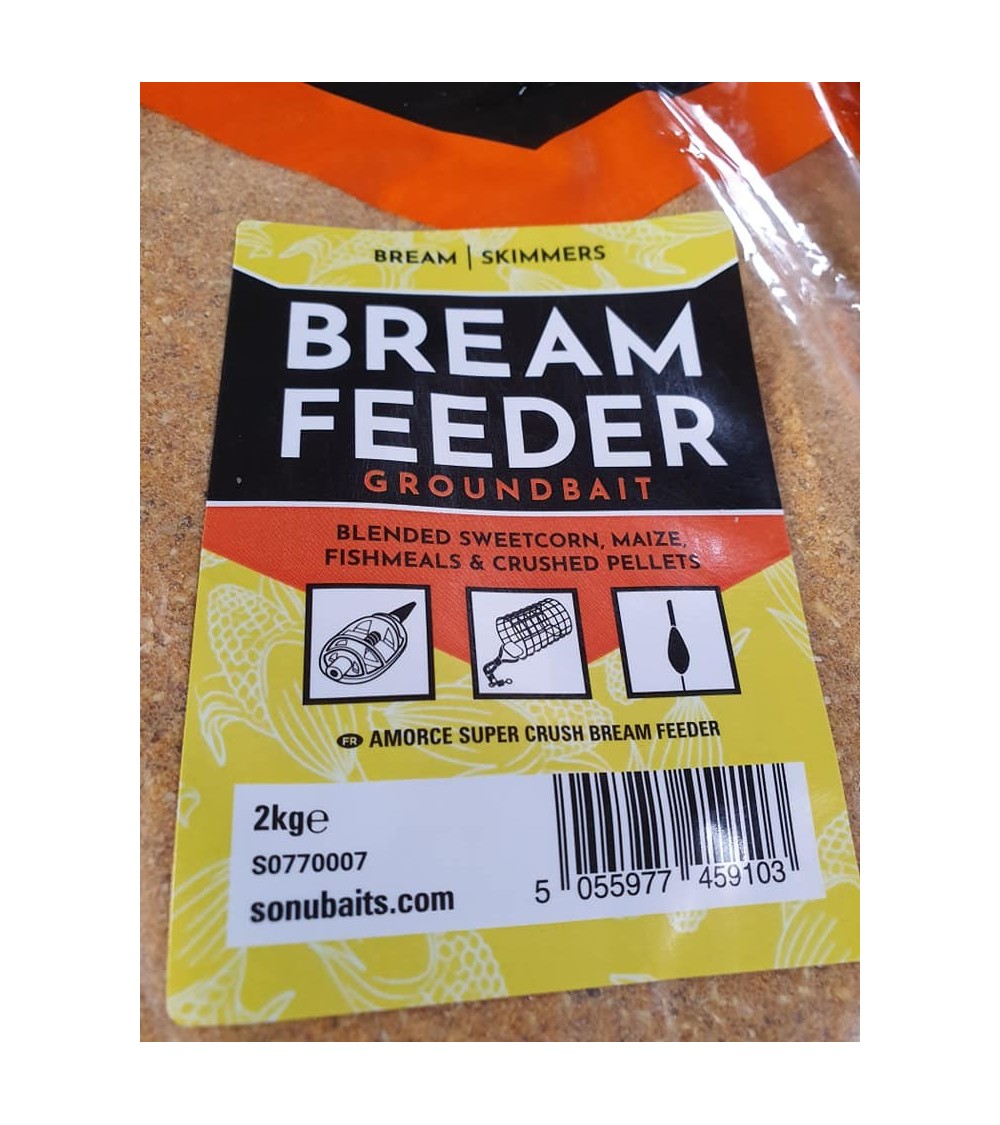 BREAM | SKIMMERS
BREAM
FEEDER
GROUNDBAIT
BLENDED SWEETCORN, MAIZE,
FISHMEALS & CRUSHED PELLETS
FR AMORCE SUPER CRUSH BREAM FEEDER
2kg℮
S0770007
sonubaits.com
5 055977 459103